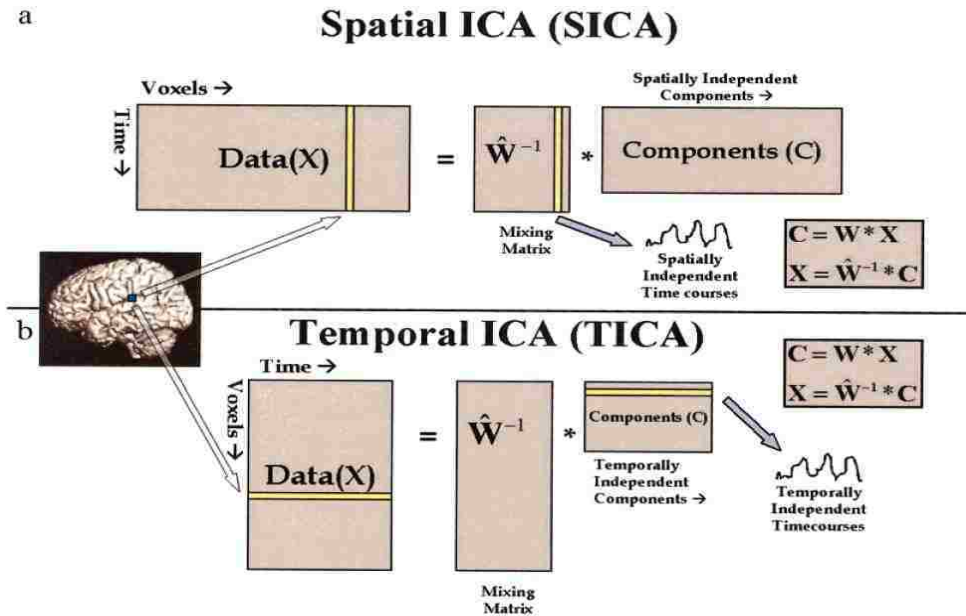 a
Spatial ICA (SICA)
Voxels →
Time →
Data(X)
=
Ŵ⁻¹
*
Spatially Independent
Components →
Components (C)
Mixing
Matrix
Spatially
Independent
Time courses
C = W * X
X = Ŵ⁻¹ * C
b
Temporal ICA (TICA)
Time →
Voxels →
Data(X)
=
Ŵ⁻¹
*
Components (C)
Temporally
Independent
Components →
Mixing
Matrix
Temporally
Independent
Timecourses
C = W * X
X = Ŵ⁻¹ * C